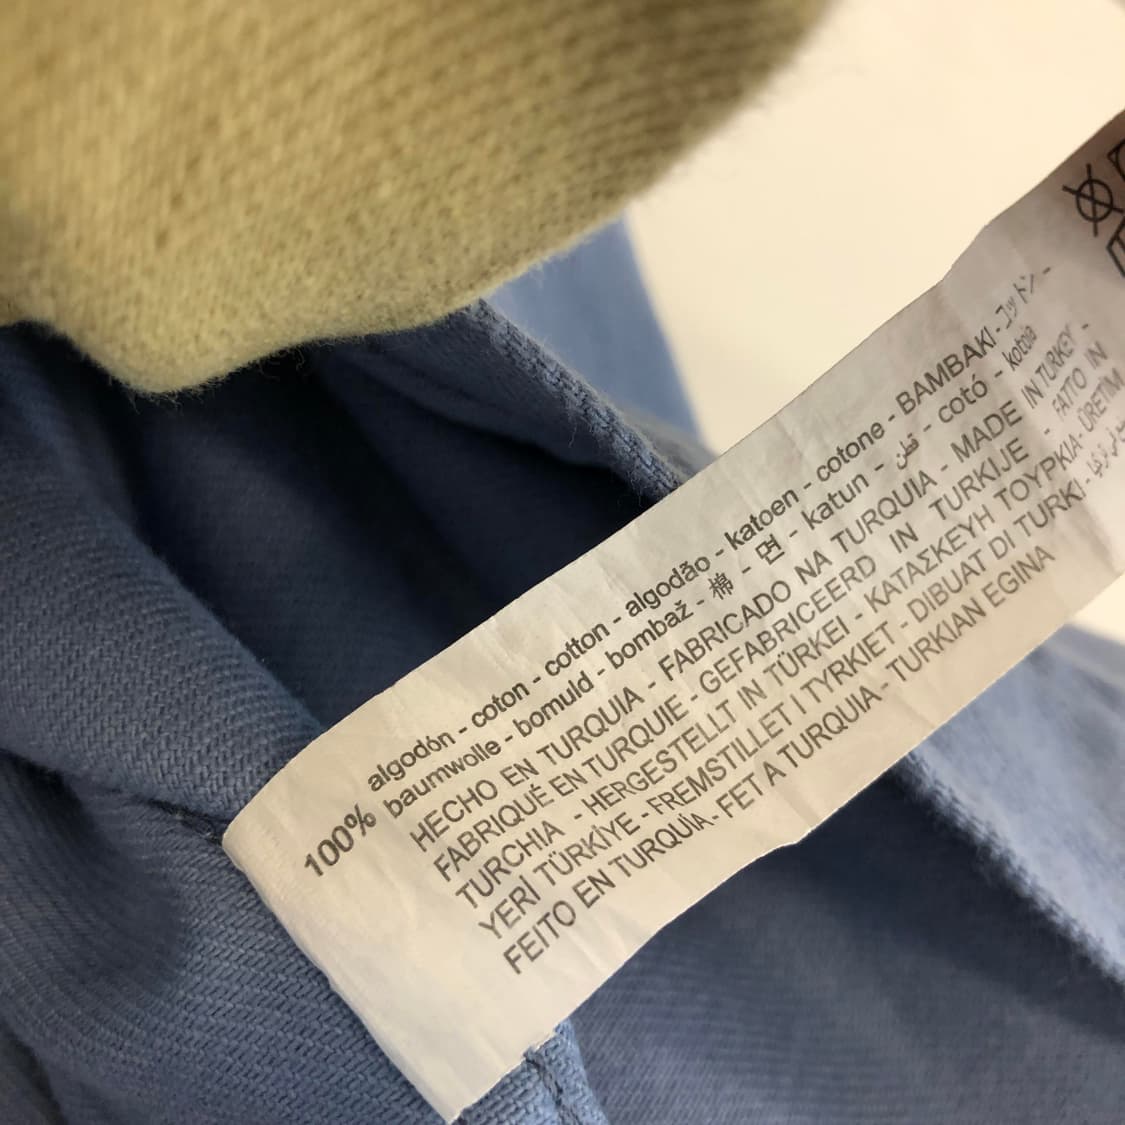 100% algodón - coton - cotton - algodão - katoen - cotone - BAMBAKI - コットン -
baumwolle - bomuld - bombaž - 棉 - 면 - katun - قطن - cotó - kotoia
HECHO EN TURQUIA - FABRICADO NA TURQUIA - MADE IN TURKEY -
FABRIQUÉ EN TURQUIE - GEFABRICEERD IN TURKIJE - FATTO IN
TURCHIA - HERGESTELLT IN TÜRKEI - ΚΑΤΑΣΚΕΥΗ ΤΟΥΡΚΙΑ - ÜRETIM
YERİ TÜRKİYE - FREMSTILLET I TYRKIET - DIBUAT DI TURKI -
FEITO EN TURQUÍA - FET A TURQUIA - TURKIAN EGINA